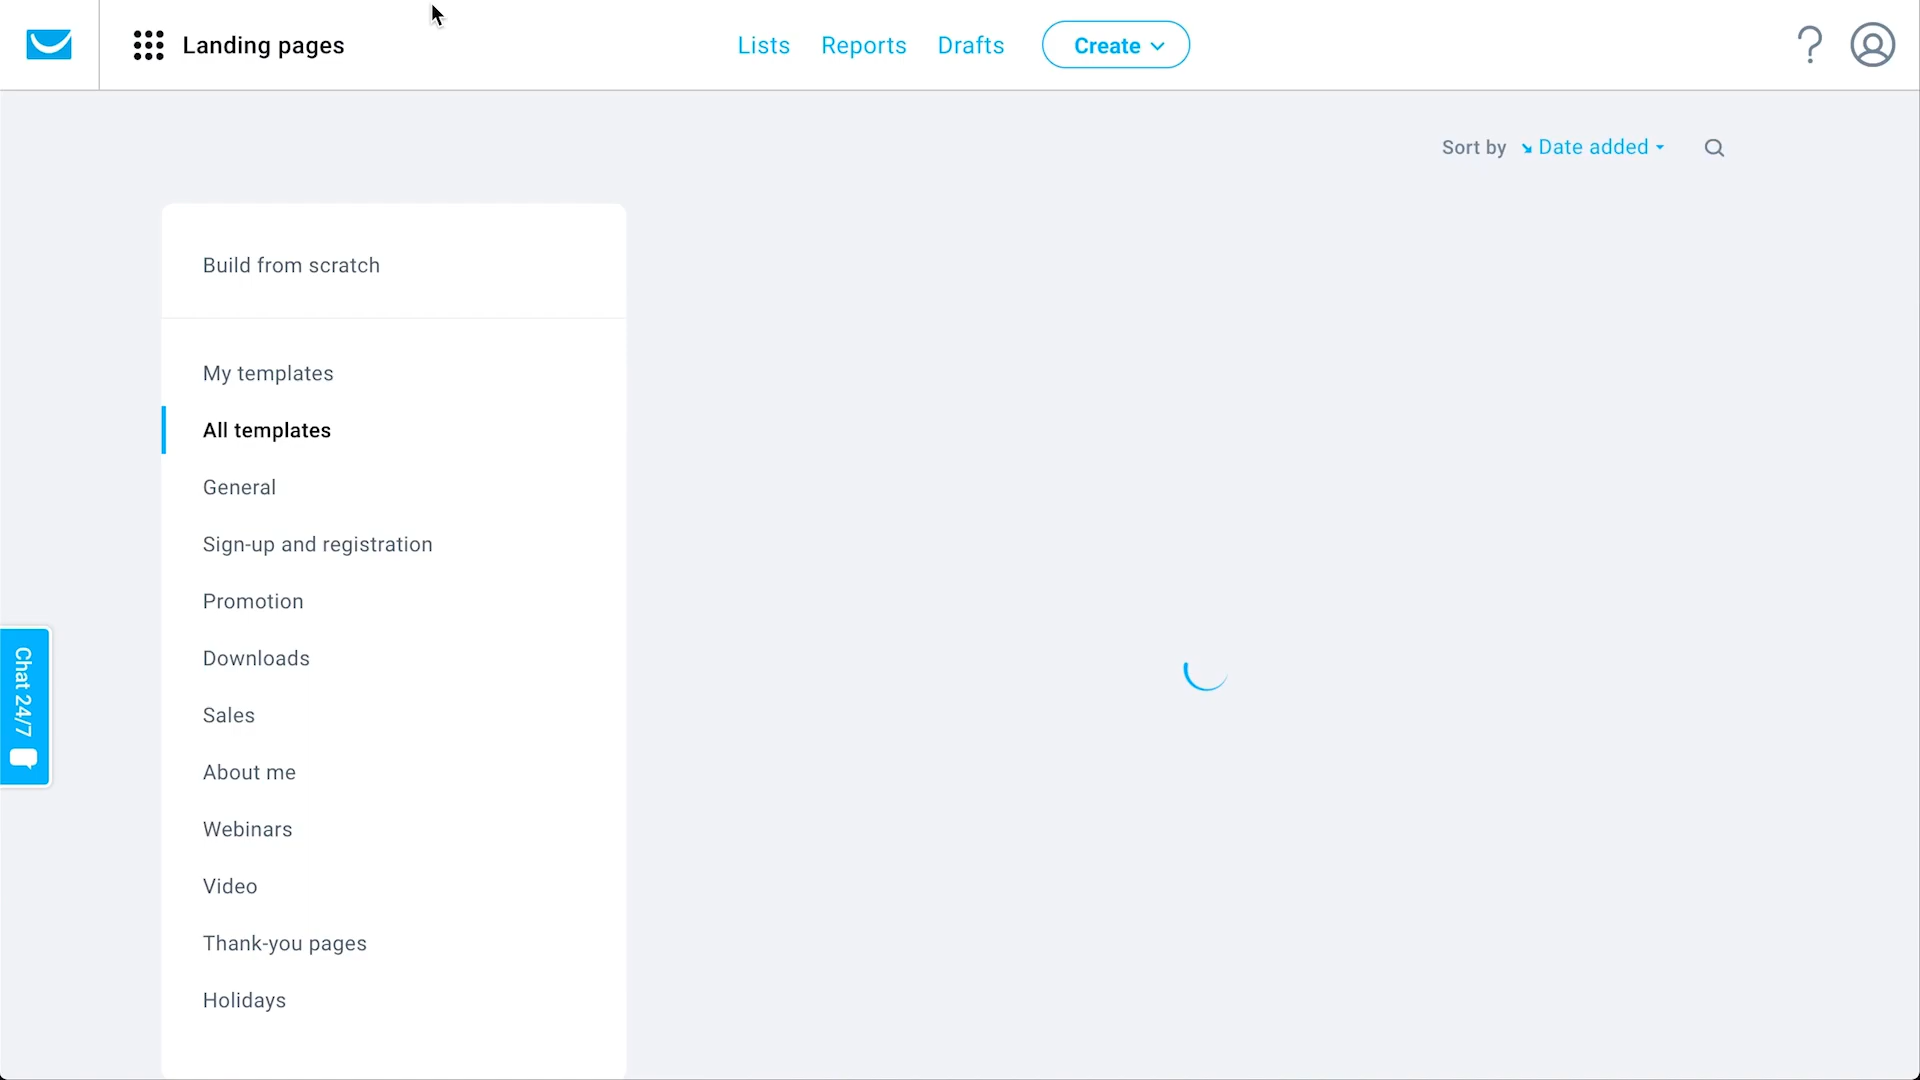 Landing pages
Lists
Reports
Drafts
Create
Sort by
Date added
Build from scratch
My templates
All templates
General
Sign-up and registration
Promotion
Downloads
Sales
About me
Webinars
Video
Thank-you pages
Holidays
Chat 24/7